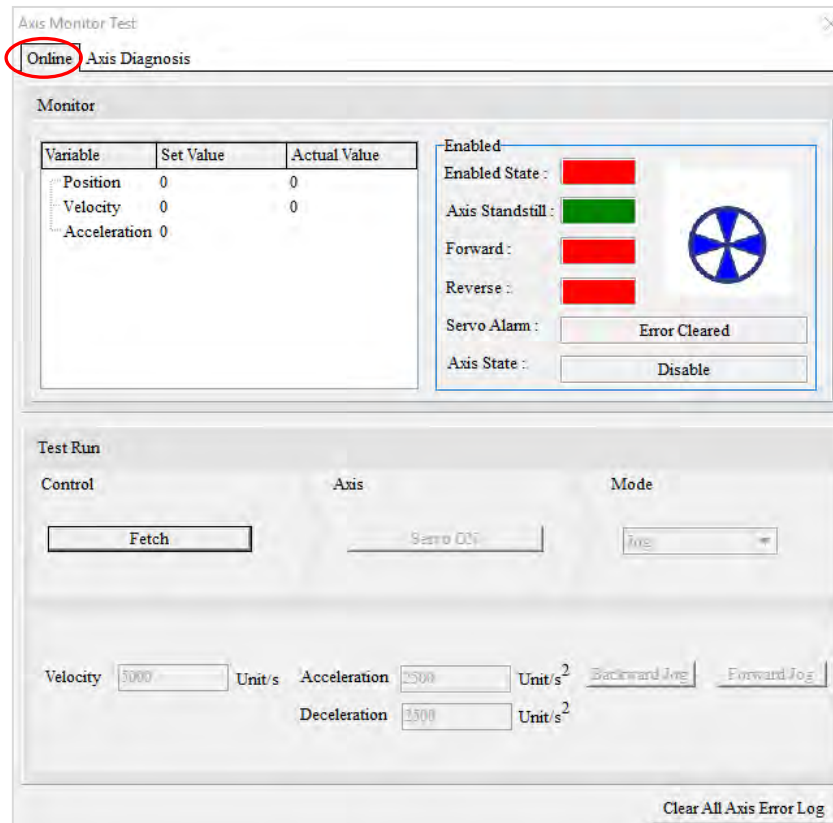 Axis Monitor Test
Online Axis Diagnosis
Monitor
Variable Set Value Actual Value
Position 0 0
Velocity 0 0
Acceleration 0
Enabled
Enabled State :
Axis Standstill :
Forward :
Reverse :
Servo Alarm : Error Cleared
Axis State : Disable
Test Run
Control Axis Mode
Fetch Servo ON Jog
Velocity 5000 Unit/s Acceleration 2500 Unit/s² Backward Jog Forward Jog
Deceleration 2500 Unit/s²
Clear All Axis Error Log